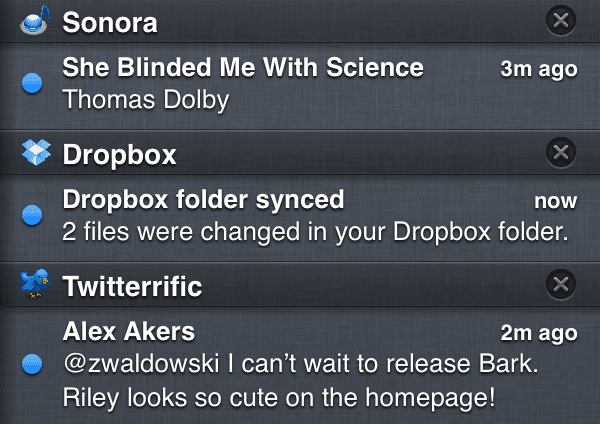 Sonora
She Blinded Me With Science 3m ago
Thomas Dolby
Dropbox
Dropbox folder synced now
2 files were changed in your Dropbox folder.
Twitterrific
Alex Akers 2m ago
@zwaldowski I can’t wait to release Bark.
Riley looks so cute on the homepage!